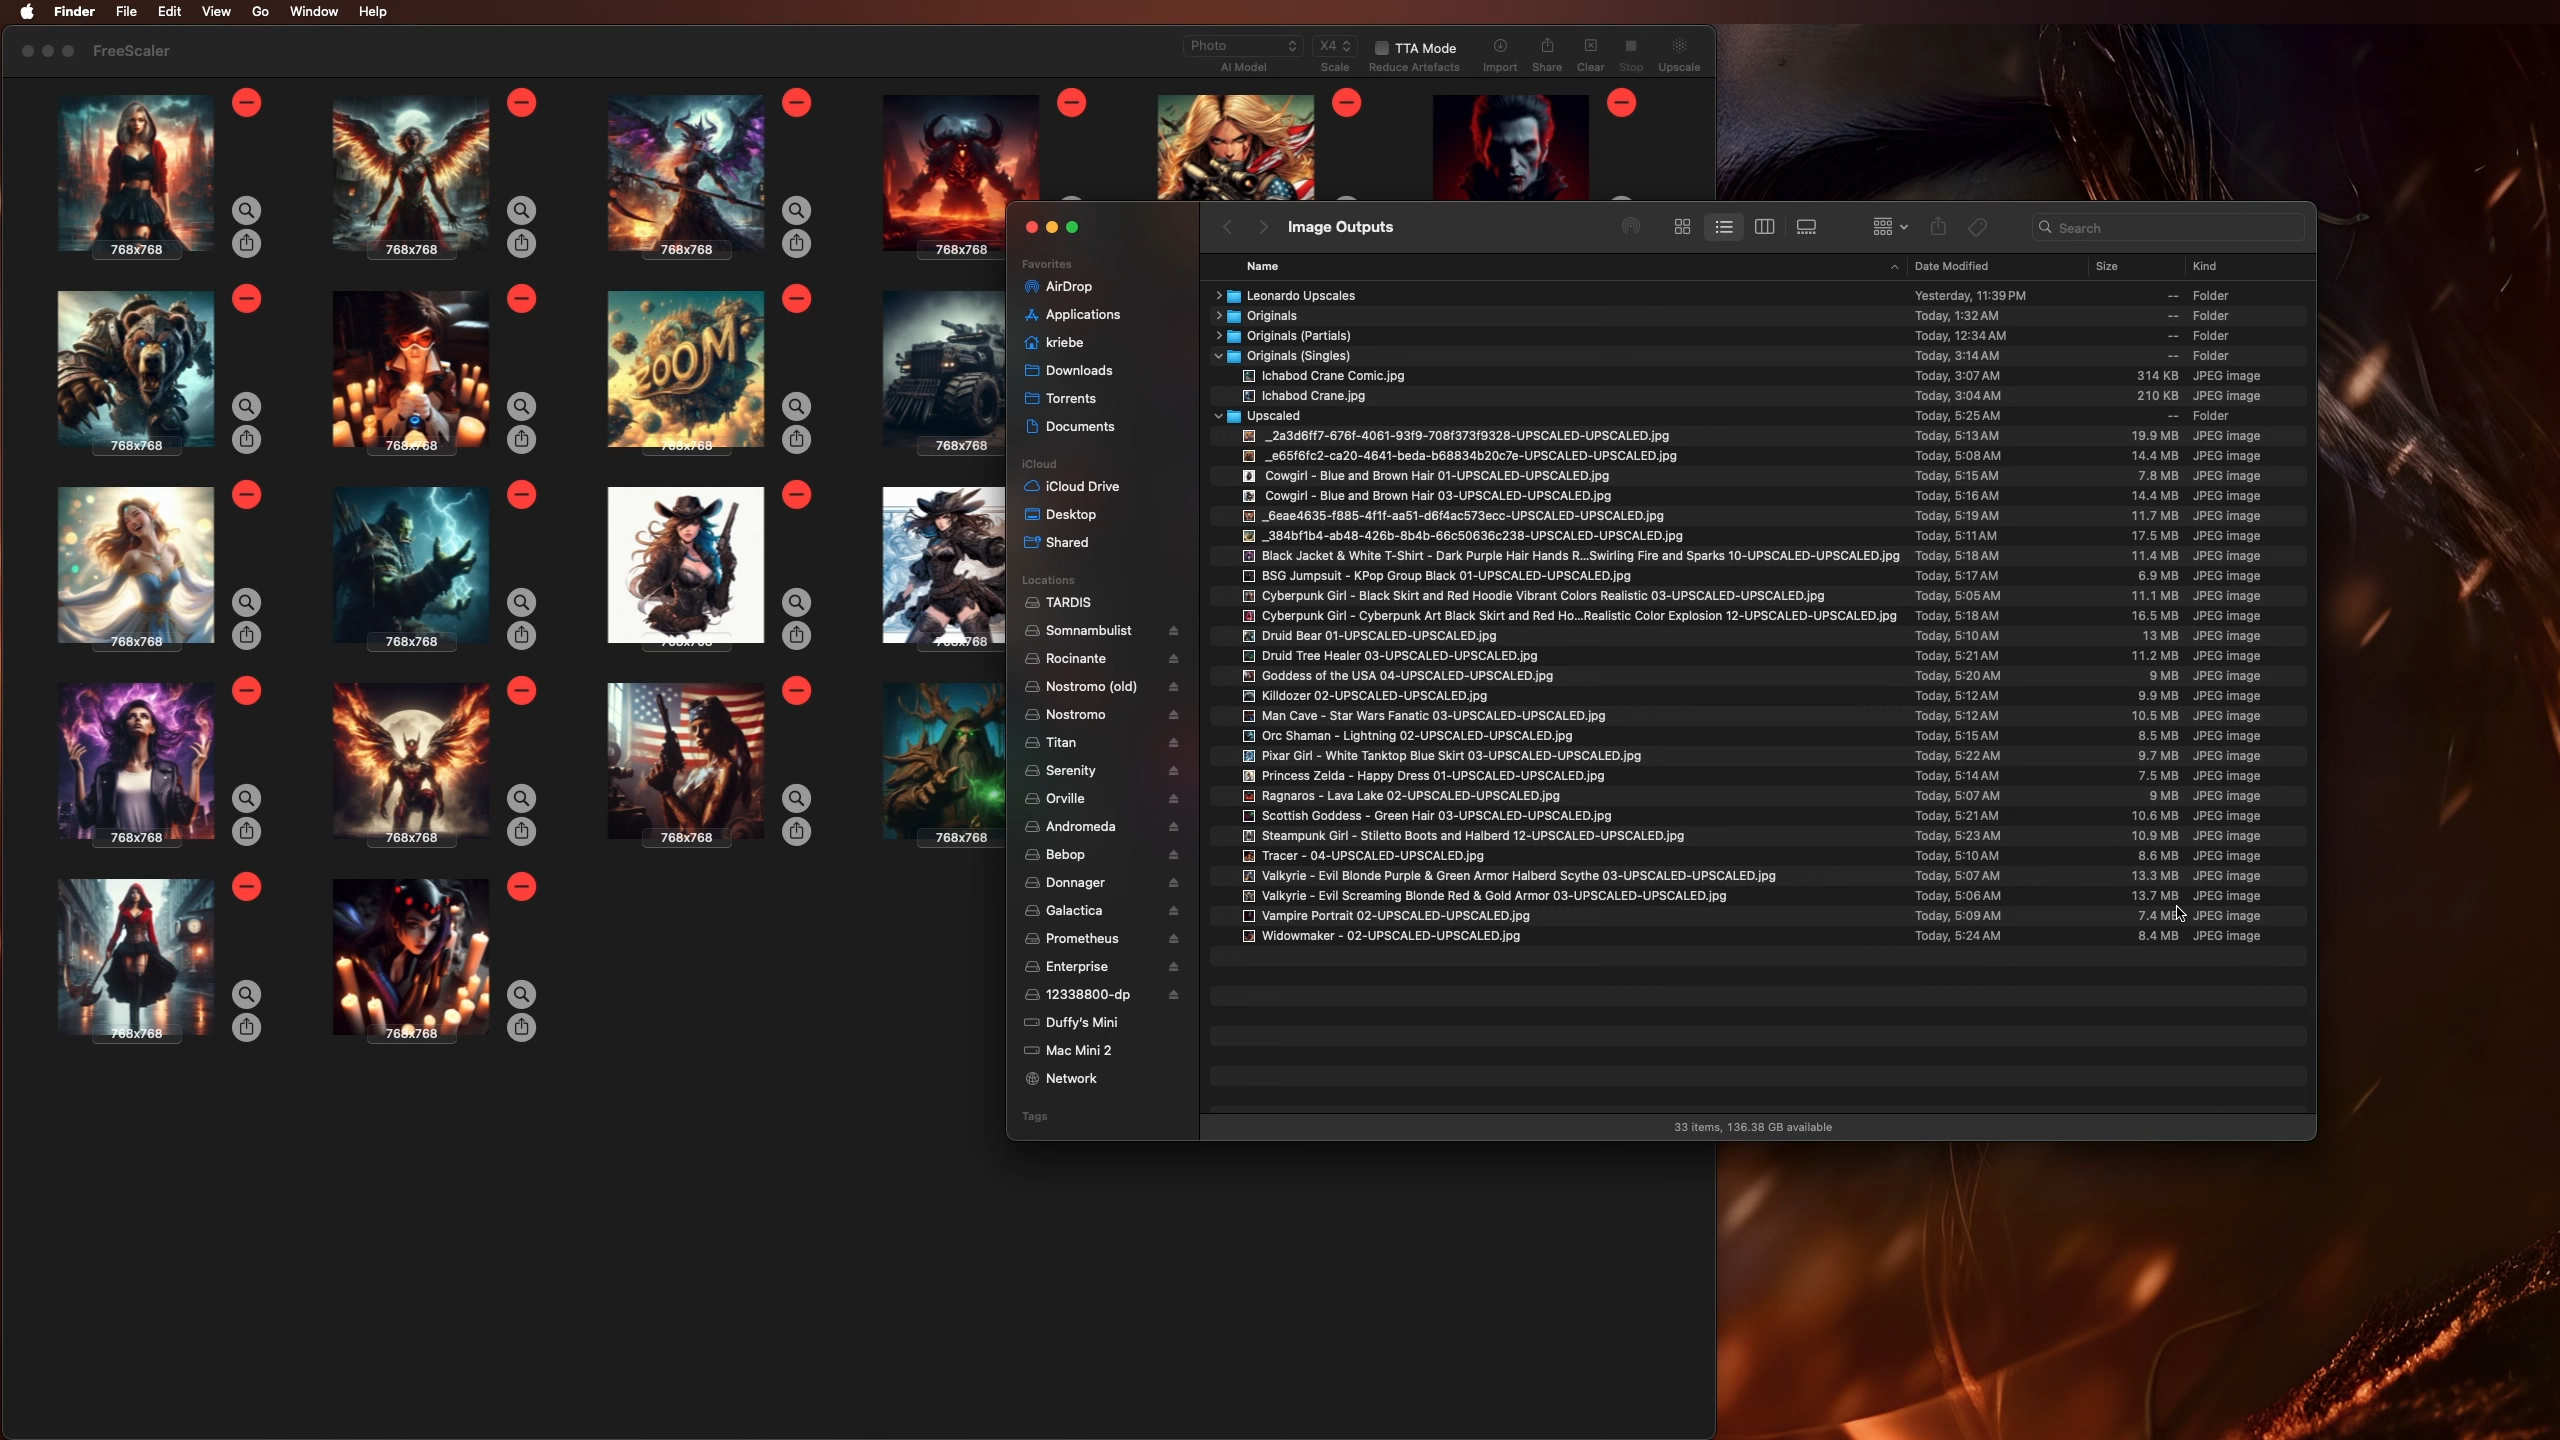 Finder File Edit View Go Window Help
FreeScaler
Photo X4 TTA Mode
AI Model Scale Reduce Artefacts Import Share Clear Stop Upscale
768x768 768x768 768x768 768x768
768x768 768x768 ZOOM 768x768
768x768 768x768 768x768 768x768
768x768 768x768 768x768 768x768
768x768 768x768
Image Outputs
Search
Favorites
AirDrop
Applications
kriebe
Downloads
Torrents
Documents
iCloud
iCloud Drive
Desktop
Shared
Locations
TARDIS
Somnambulist
Rocinante
Nostromo (old)
Nostromo
Titan
Serenity
Orville
Andromeda
Bebop
Donnager
Galactica
Prometheus
Enterprise
12338800-dp
Duffy's Mini
Mac Mini 2
Network
Tags
Name Date Modified Size Kind
Leonardo Upscales Yesterday, 11:39 PM -- Folder
Originals Today, 1:32 AM -- Folder
Originals (Partials) Today, 12:34 AM -- Folder
Originals (Singles) Today, 3:14 AM -- Folder
Ichabod Crane Comic.jpg Today, 3:07 AM 314 KB JPEG image
Ichabod Crane.jpg Today, 3:04 AM 210 KB JPEG image
Upscaled Today, 5:25 AM -- Folder
_2a3d6ff7-676f-4061-93f9-708f373f9328-UPSCALED-UPSCALED.jpg Today, 5:13 AM 19.9 MB JPEG image
_e65f6fc2-ca20-4641-beda-b68834b20c7e-UPSCALED-UPSCALED.jpg Today, 5:08 AM 14.4 MB JPEG image
Cowgirl - Blue and Brown Hair 01-UPSCALED-UPSCALED.jpg Today, 5:15 AM 7.8 MB JPEG image
Cowgirl - Blue and Brown Hair 03-UPSCALED-UPSCALED.jpg Today, 5:16 AM 14.4 MB JPEG image
_6eae4635-f885-4f1f-aa51-d6f4ac573ecc-UPSCALED-UPSCALED.jpg Today, 5:19 AM 11.7 MB JPEG image
_384bf1b4-ab48-426b-8b4b-66c50636c238-UPSCALED-UPSCALED.jpg Today, 5:11 AM 17.5 MB JPEG image
Black Jacket & White T-Shirt - Dark Purple Hair Hands R...Swirling Fire and Sparks 10-UPSCALED-UPSCALED.jpg Today, 5:18 AM 11.4 MB JPEG image
BSG Jumpsuit - KPop Group Black 01-UPSCALED-UPSCALED.jpg Today, 5:17 AM 6.9 MB JPEG image
Cyberpunk Girl - Black Skirt and Red Hoodie Vibrant Colors Realistic 03-UPSCALED-UPSCALED.jpg Today, 5:05 AM 11.1 MB JPEG image
Cyberpunk Girl - Cyberpunk Art Black Skirt and Red Ho...Realistic Color Explosion 12-UPSCALED-UPSCALED.jpg Today, 5:18 AM 16.5 MB JPEG image
Druid Bear 01-UPSCALED-UPSCALED.jpg Today, 5:10 AM 13 MB JPEG image
Druid Tree Healer 03-UPSCALED-UPSCALED.jpg Today, 5:21 AM 11.2 MB JPEG image
Goddess of the USA 04-UPSCALED-UPSCALED.jpg Today, 5:20 AM 9 MB JPEG image
Killdozer 02-UPSCALED-UPSCALED.jpg Today, 5:12 AM 9.9 MB JPEG image
Man Cave - Star Wars Fanatic 03-UPSCALED-UPSCALED.jpg Today, 5:12 AM 10.5 MB JPEG image
Orc Shaman - Lightning 02-UPSCALED-UPSCALED.jpg Today, 5:15 AM 8.5 MB JPEG image
Pixar Girl - White Tanktop Blue Skirt 03-UPSCALED-UPSCALED.jpg Today, 5:22 AM 9.7 MB JPEG image
Princess Zelda - Happy Dress 01-UPSCALED-UPSCALED.jpg Today, 5:14 AM 7.5 MB JPEG image
Ragnaros - Lava Lake 02-UPSCALED-UPSCALED.jpg Today, 5:07 AM 9 MB JPEG image
Scottish Goddess - Green Hair 03-UPSCALED-UPSCALED.jpg Today, 5:21 AM 10.6 MB JPEG image
Steampunk Girl - Stiletto Boots and Halberd 12-UPSCALED-UPSCALED.jpg Today, 5:23 AM 10.9 MB JPEG image
Tracer - 04-UPSCALED-UPSCALED.jpg Today, 5:10 AM 8.6 MB JPEG image
Valkyrie - Evil Blonde Purple & Green Armor Halberd Scythe 03-UPSCALED-UPSCALED.jpg Today, 5:07 AM 13.3 MB JPEG image
Valkyrie - Evil Screaming Blonde Red & Gold Armor 03-UPSCALED-UPSCALED.jpg Today, 5:06 AM 13.7 MB JPEG image
Vampire Portrait 02-UPSCALED-UPSCALED.jpg Today, 5:09 AM 7.4 MB JPEG image
Widowmaker - 02-UPSCALED-UPSCALED.jpg Today, 5:24 AM 8.4 MB JPEG image
33 items, 136.38 GB available